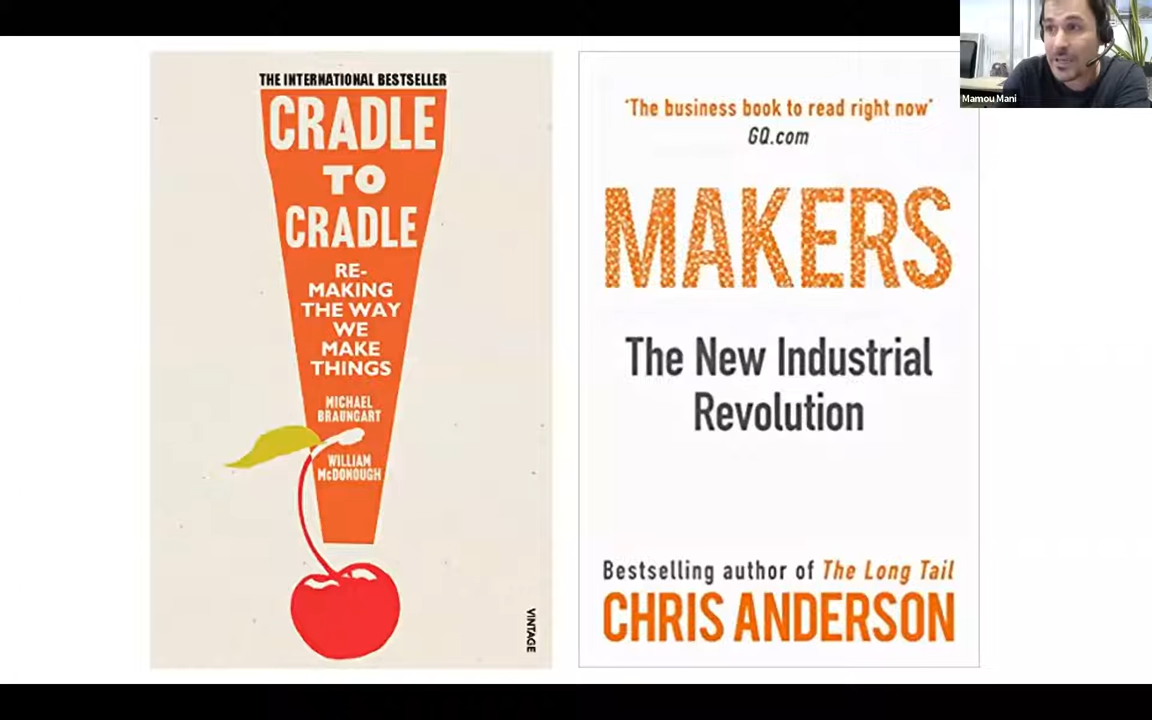 THE INTERNATIONAL BESTSELLER
CRADLE
TO
CRADLE
RE-
MAKING
THE WAY
WE
MAKE
THINGS
MICHAEL
BRAUNGART
WILLIAM
McDONOUGH
VINTAGE
'The business book to read right now'
GQ.com
MAKERS
The New Industrial
Revolution
Bestselling author of The Long Tail
CHRIS ANDERSON
Mamou Mani